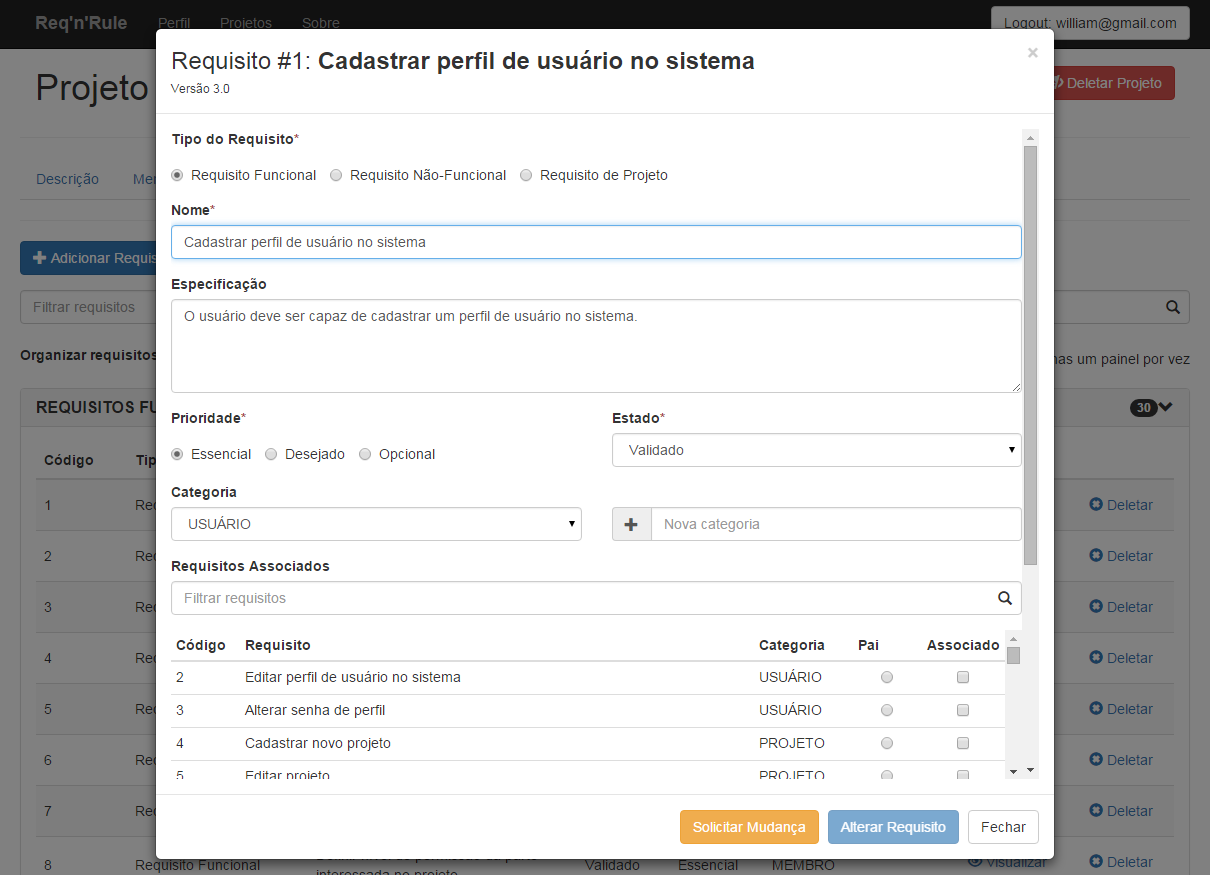 Req'n'Rule Perfil Projetos Sobre Logout: william@gmail.com
Requisito #1: Cadastrar perfil de usuário no sistema ×
Versão 3.0
Projeto Deletar Projeto
Tipo do Requisito*
Requisito Funcional Requisito Não-Funcional Requisito de Projeto
Descrição
Nome*
Cadastrar perfil de usuário no sistema
Adicionar Requis
Especificação
O usuário deve ser capaz de cadastrar um perfil de usuário no sistema.
Filtrar requisitos
Organizar requisitos um painel por vez
REQUISITOS 30
Prioridade* Estado*
Essencial Desejado Opcional Validado
Categoria
USUÁRIO Nova categoria
Requisitos Associados
Filtrar requisitos
Código Requisito Categoria Pai Associado
2 Editar perfil de usuário no sistema USUÁRIO
3 Alterar senha de perfil USUÁRIO
4 Cadastrar novo projeto PROJETO
5 Editar projeto PROJETO
Solicitar Mudança Alterar Requisito Fechar
Código Tip
1 Req Deletar
2 Req Deletar
3 Req Deletar
4 Req Deletar
5 Req Deletar
6 Req Deletar
7 Req Deletar
8 Requisito Funcional Validado Essencial MEMBRO Visualizar Deletar
interessada no projeto